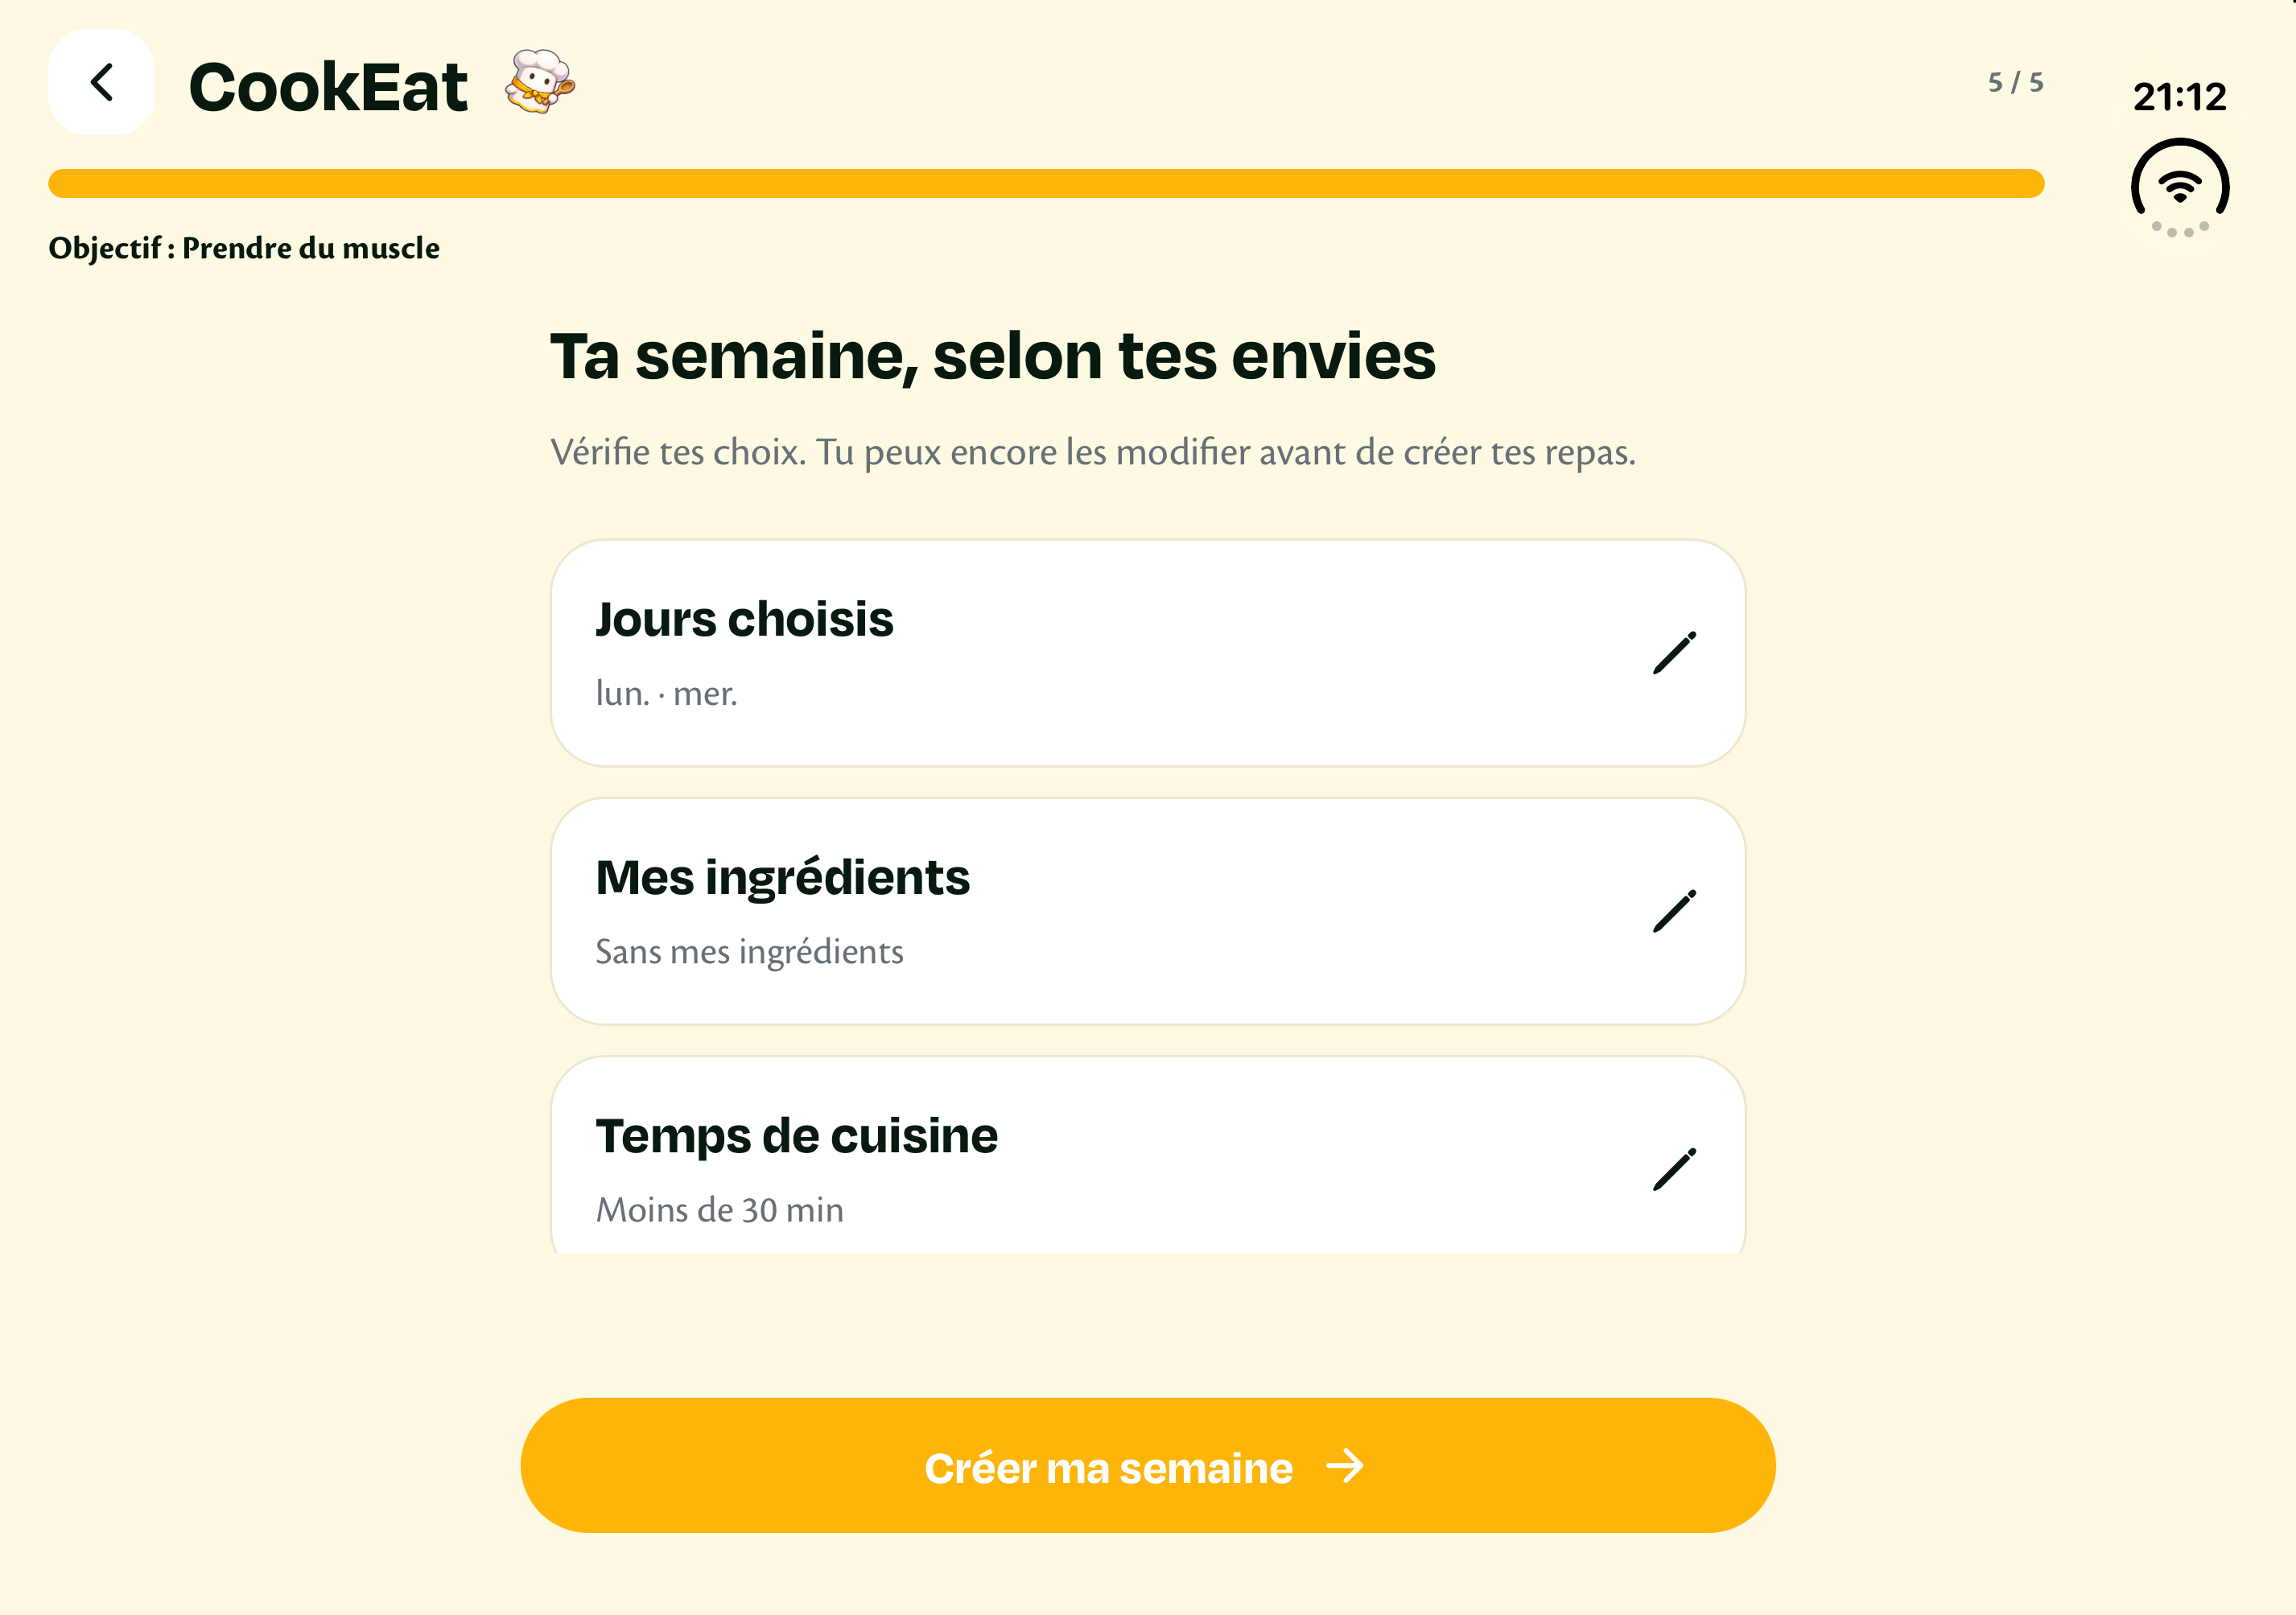 CookEat
5 / 5
21:12
Objectif : Prendre du muscle
Ta semaine, selon tes envies
Vérifie tes choix. Tu peux encore les modifier avant de créer tes repas.
Jours choisis
lun. · mer.
Mes ingrédients
Sans mes ingrédients
Temps de cuisine
Moins de 30 min
Créer ma semaine